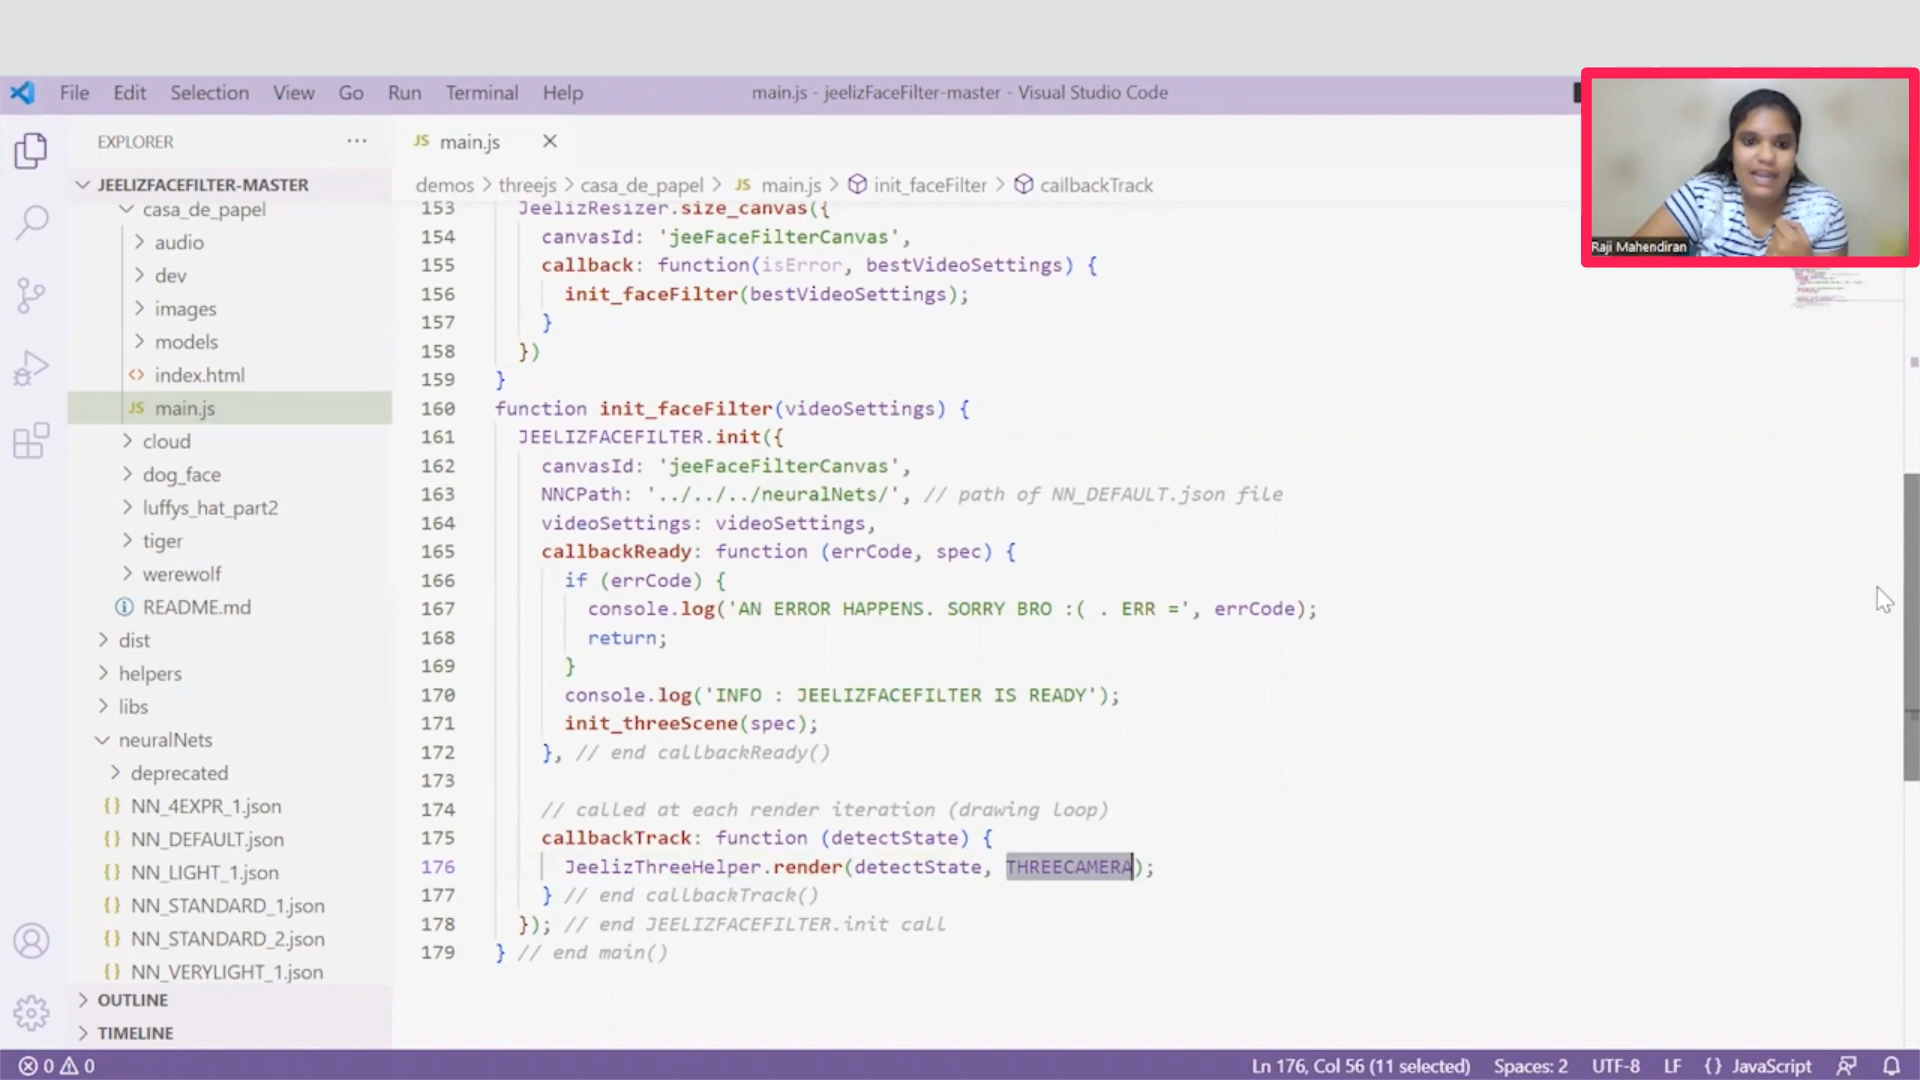 File Edit Selection View Go Run Terminal Help
main.js - jeelizFaceFilter-master - Visual Studio Code
Raji Mahendiran
EXPLORER
JEELIZFACEFILTER-MASTER
casa_de_papel
audio
dev
images
models
<> index.html
JS main.js
cloud
dog_face
luffys_hat_part2
tiger
werewolf
README.md
dist
helpers
libs
neuralNets
deprecated
{} NN_4EXPR_1.json
{} NN_DEFAULT.json
{} NN_LIGHT_1.json
{} NN_STANDARD_1.json
{} NN_STANDARD_2.json
{} NN_VERYLIGHT_1.json
OUTLINE
TIMELINE
JS main.js
demos > threejs > casa_de_papel > JS main.js > init_faceFilter > callbackTrack
153 JeelizResizer.size_canvas({
154 canvasId: 'jeeFaceFilterCanvas',
155 callback: function(isError, bestVideoSettings) {
156 init_faceFilter(bestVideoSettings);
157 }
158 })
159 }
160 function init_faceFilter(videoSettings) {
161 JEELIZFACEFILTER.init({
162 canvasId: 'jeeFaceFilterCanvas',
163 NNCPath: '../../../neuralNets/', // path of NN_DEFAULT.json file
164 videoSettings: videoSettings,
165 callbackReady: function (errCode, spec) {
166 if (errCode) {
167 console.log('AN ERROR HAPPENS. SORRY BRO :( . ERR =', errCode);
168 return;
169 }
170 console.log('INFO : JEELIZFACEFILTER IS READY');
171 init_threeScene(spec);
172 }, // end callbackReady()
173
174 // called at each render iteration (drawing loop)
175 callbackTrack: function (detectState) {
176 JeelizThreeHelper.render(detectState, THREECAMERA);
177 } // end callbackTrack()
178 }); // end JEELIZFACEFILTER.init call
179 } // end main()
0 0
Ln 176, Col 56 (11 selected) Spaces: 2 UTF-8 LF {} JavaScript